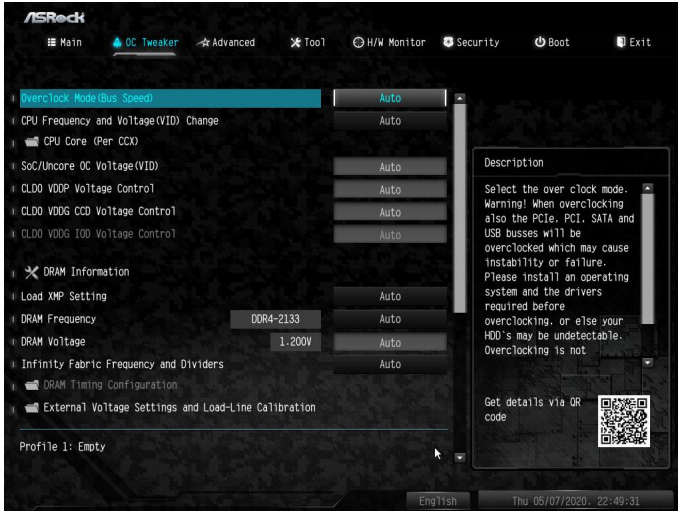 ASRock
Main OC Tweaker Advanced Tool H/W Monitor Security Boot Exit
Overclock Mode(Bus Speed) Auto
CPU Frequency and Voltage(VID) Change Auto
CPU Core (Per CCX)
SoC/Uncore OC Voltage(VID) Auto
CLDO VDDP Voltage Control Auto
CLDO VDDG CCD Voltage Control Auto
CLDO VDDG IOD Voltage Control Auto
DRAM Information
Load XMP Setting Auto
DRAM Frequency DDR4-2133 Auto
DRAM Voltage 1.200V Auto
Infinity Fabric Frequency and Dividers Auto
DRAM Timing Configuration
External Voltage Settings and Load-Line Calibration
Profile 1: Empty
Description
Select the over clock mode.
Warning! When overclocking
also the PCIe, PCI, SATA and
USB busses will be
overclocked which may cause
instability or failure.
Please install an operating
system and the drivers
required before
overclocking, or else your
HDD`s may be undetectable.
Overclocking is not
Get details via QR
code
English
Thu 05/07/2020, 22:49:31